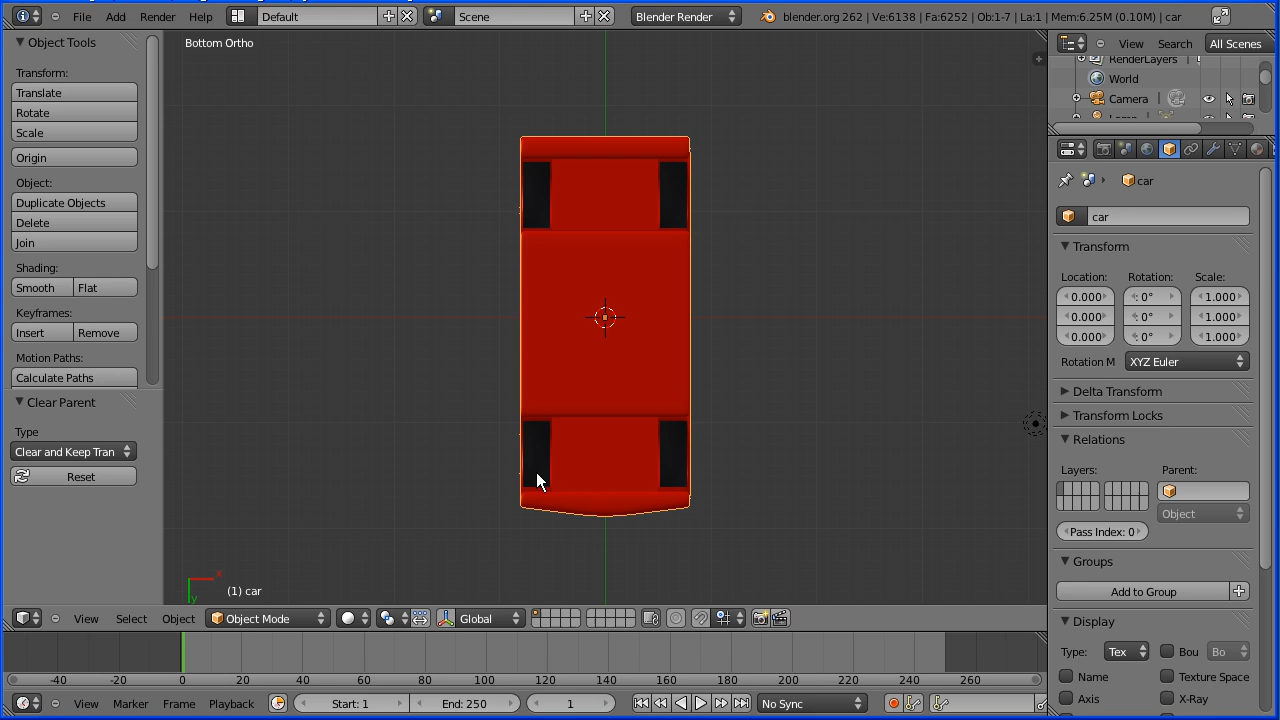 File Add Render Help Default Scene Blender Render blender.org 262 | Ve:6138 | Fa:6252 | Ob:1-7 | La:1 | Mem:6.25M (0.10M) | car
Object Tools
Bottom Ortho
View Search All Scenes
RenderLayers
World
Camera
Transform:
Translate
Rotate
Scale
Origin
Object:
Duplicate Objects
Delete
Join
Shading:
Smooth Flat
Keyframes:
Insert Remove
Motion Paths:
Calculate Paths
Clear Parent
Type
Clear and Keep Tran
Reset
x
y
(1) car
car
car
Transform
Location: Rotation: Scale:
0.000 : 0° 1.000
0.000 : 0° 1.000
0.000 : 0° 1.000
Rotation M XYZ Euler
Delta Transform
Transform Locks
Relations
Layers: Parent:
Object
Pass Index: 0
Groups
Add to Group
Display
Type: Tex Bou Bo
Name Texture Space
Axis X-Ray
View Select Object Object Mode Global
-40 -20 0 20 40 60 80 100 120 140 160 180 200 220 240 260
View Marker Frame Playback Start: 1 End: 250 1 No Sync